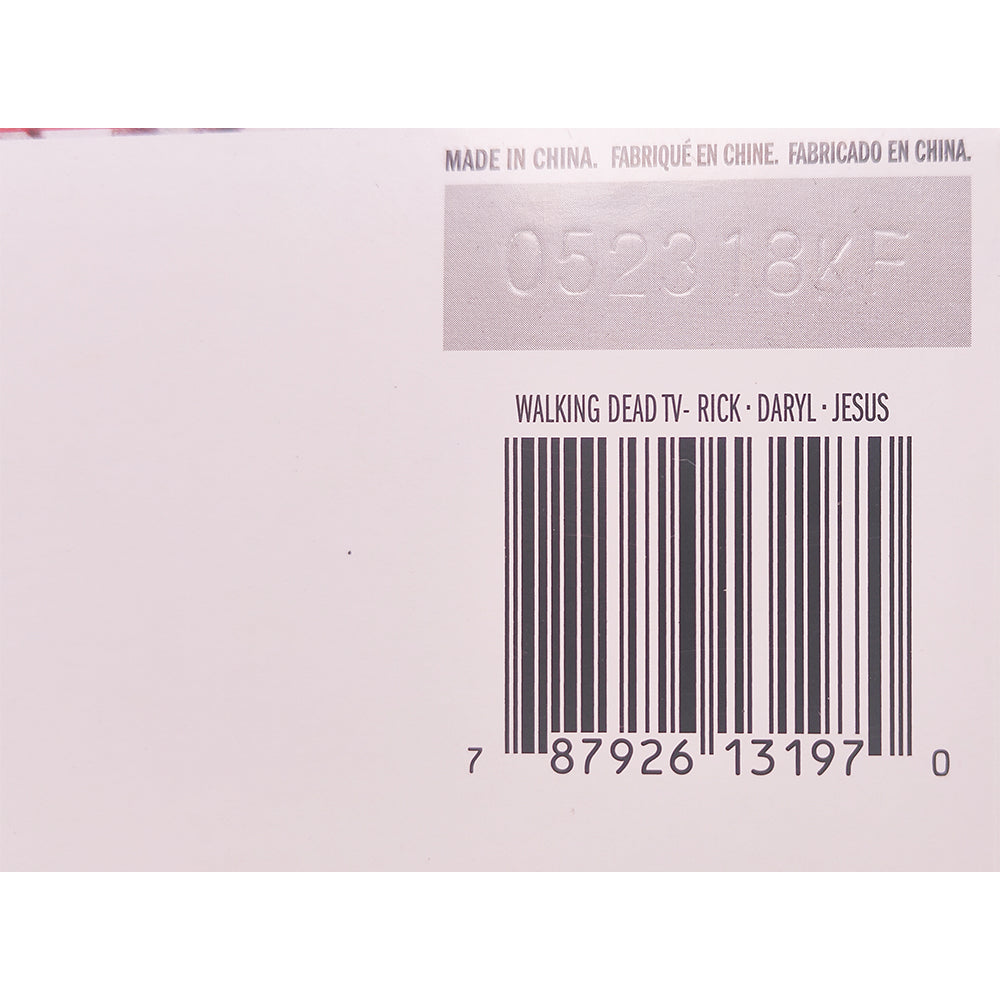 MADE IN CHINA. FABRIQUÉ EN CHINE. FABRICADO EN CHINA.
052318KF
WALKING DEAD TV- RICK · DARYL · JESUS
7 87926 13197 0